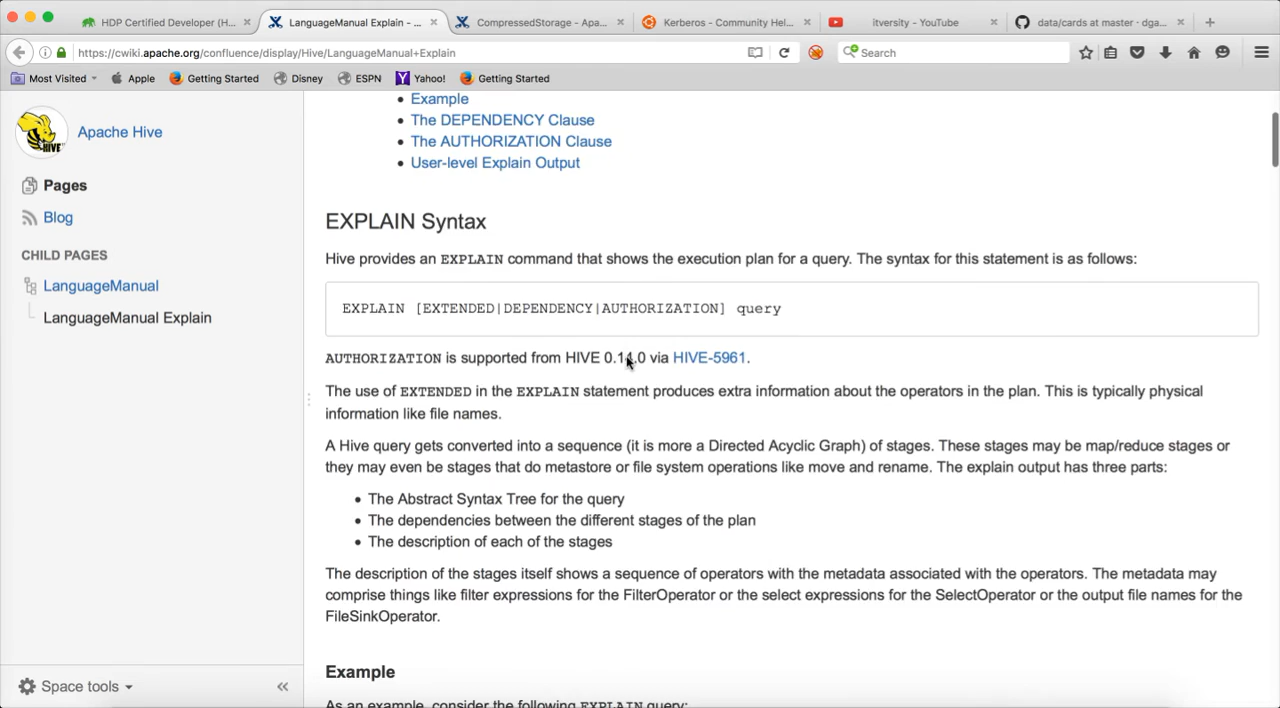 HDP Certified Developer (H...
LanguageManual Explain - ...
CompressedStorage - Apa...
Kerberos - Community Hel...
itversity - YouTube
data/cards at master · dga...
https://cwiki.apache.org/confluence/display/Hive/LanguageManual+Explain
Search
Most Visited
Apple
Getting Started
Disney
ESPN
Yahoo!
Getting Started
HIVE
Apache Hive
Pages
Blog
CHILD PAGES
LanguageManual
LanguageManual Explain
Space tools
Example
The DEPENDENCY Clause
The AUTHORIZATION Clause
User-level Explain Output
EXPLAIN Syntax
Hive provides an EXPLAIN command that shows the execution plan for a query. The syntax for this statement is as follows:
EXPLAIN [EXTENDED|DEPENDENCY|AUTHORIZATION] query
AUTHORIZATION is supported from HIVE 0.14.0 via HIVE-5961.
The use of EXTENDED in the EXPLAIN statement produces extra information about the operators in the plan. This is typically physical
information like file names.
A Hive query gets converted into a sequence (it is more a Directed Acyclic Graph) of stages. These stages may be map/reduce stages or
they may even be stages that do metastore or file system operations like move and rename. The explain output has three parts:
The Abstract Syntax Tree for the query
The dependencies between the different stages of the plan
The description of each of the stages
The description of the stages itself shows a sequence of operators with the metadata associated with the operators. The metadata may
comprise things like filter expressions for the FilterOperator or the select expressions for the SelectOperator or the output file names for the
FileSinkOperator.
Example
As an example, consider the following EXPLAIN query: